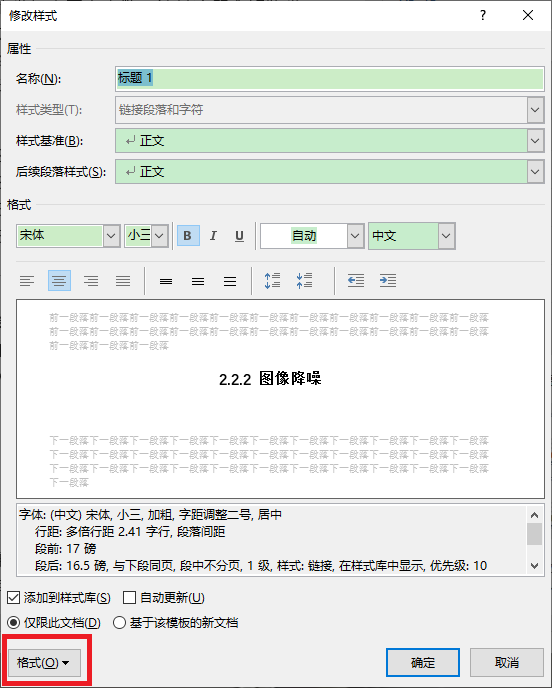 修改样式 ? ×
属性
名称(N): 标题 1
样式类型(T): 链接段落和字符
样式基准(B): 正文
后续段落样式(S): 正文
格式
宋体 小三 B I U 自动 中文
前一段落前一段落前一段落前一段落前一段落前一段落前一段落前一段落前一段落前一段落前一段落
前一段落前一段落前一段落前一段落前一段落前一段落前一段落前一段落前一段落前一段落前一段落
前一段落前一段落前一段落
2.2.2 图像降噪
下一段落下一段落下一段落下一段落下一段落下一段落下一段落下一段落下一段落下一段落下一段落
下一段落下一段落下一段落下一段落下一段落下一段落下一段落下一段落下一段落下一段落下一段落
下一段落下一段落下一段落下一段落下一段落下一段落下一段落下一段落下一段落下一段落下一段落
下一段落
字体: (中文) 宋体, 小三, 加粗, 字距调整二号, 居中
行距: 多倍行距 2.41 字行, 段落间距
段前: 17 磅
段后: 16.5 磅, 与下段同页, 段中不分页, 1 级, 样式: 链接, 在样式库中显示, 优先级: 10
添加到样式库(S) 自动更新(U)
仅限此文档(D) 基于该模板的新文档
格式(O) 确定 取消